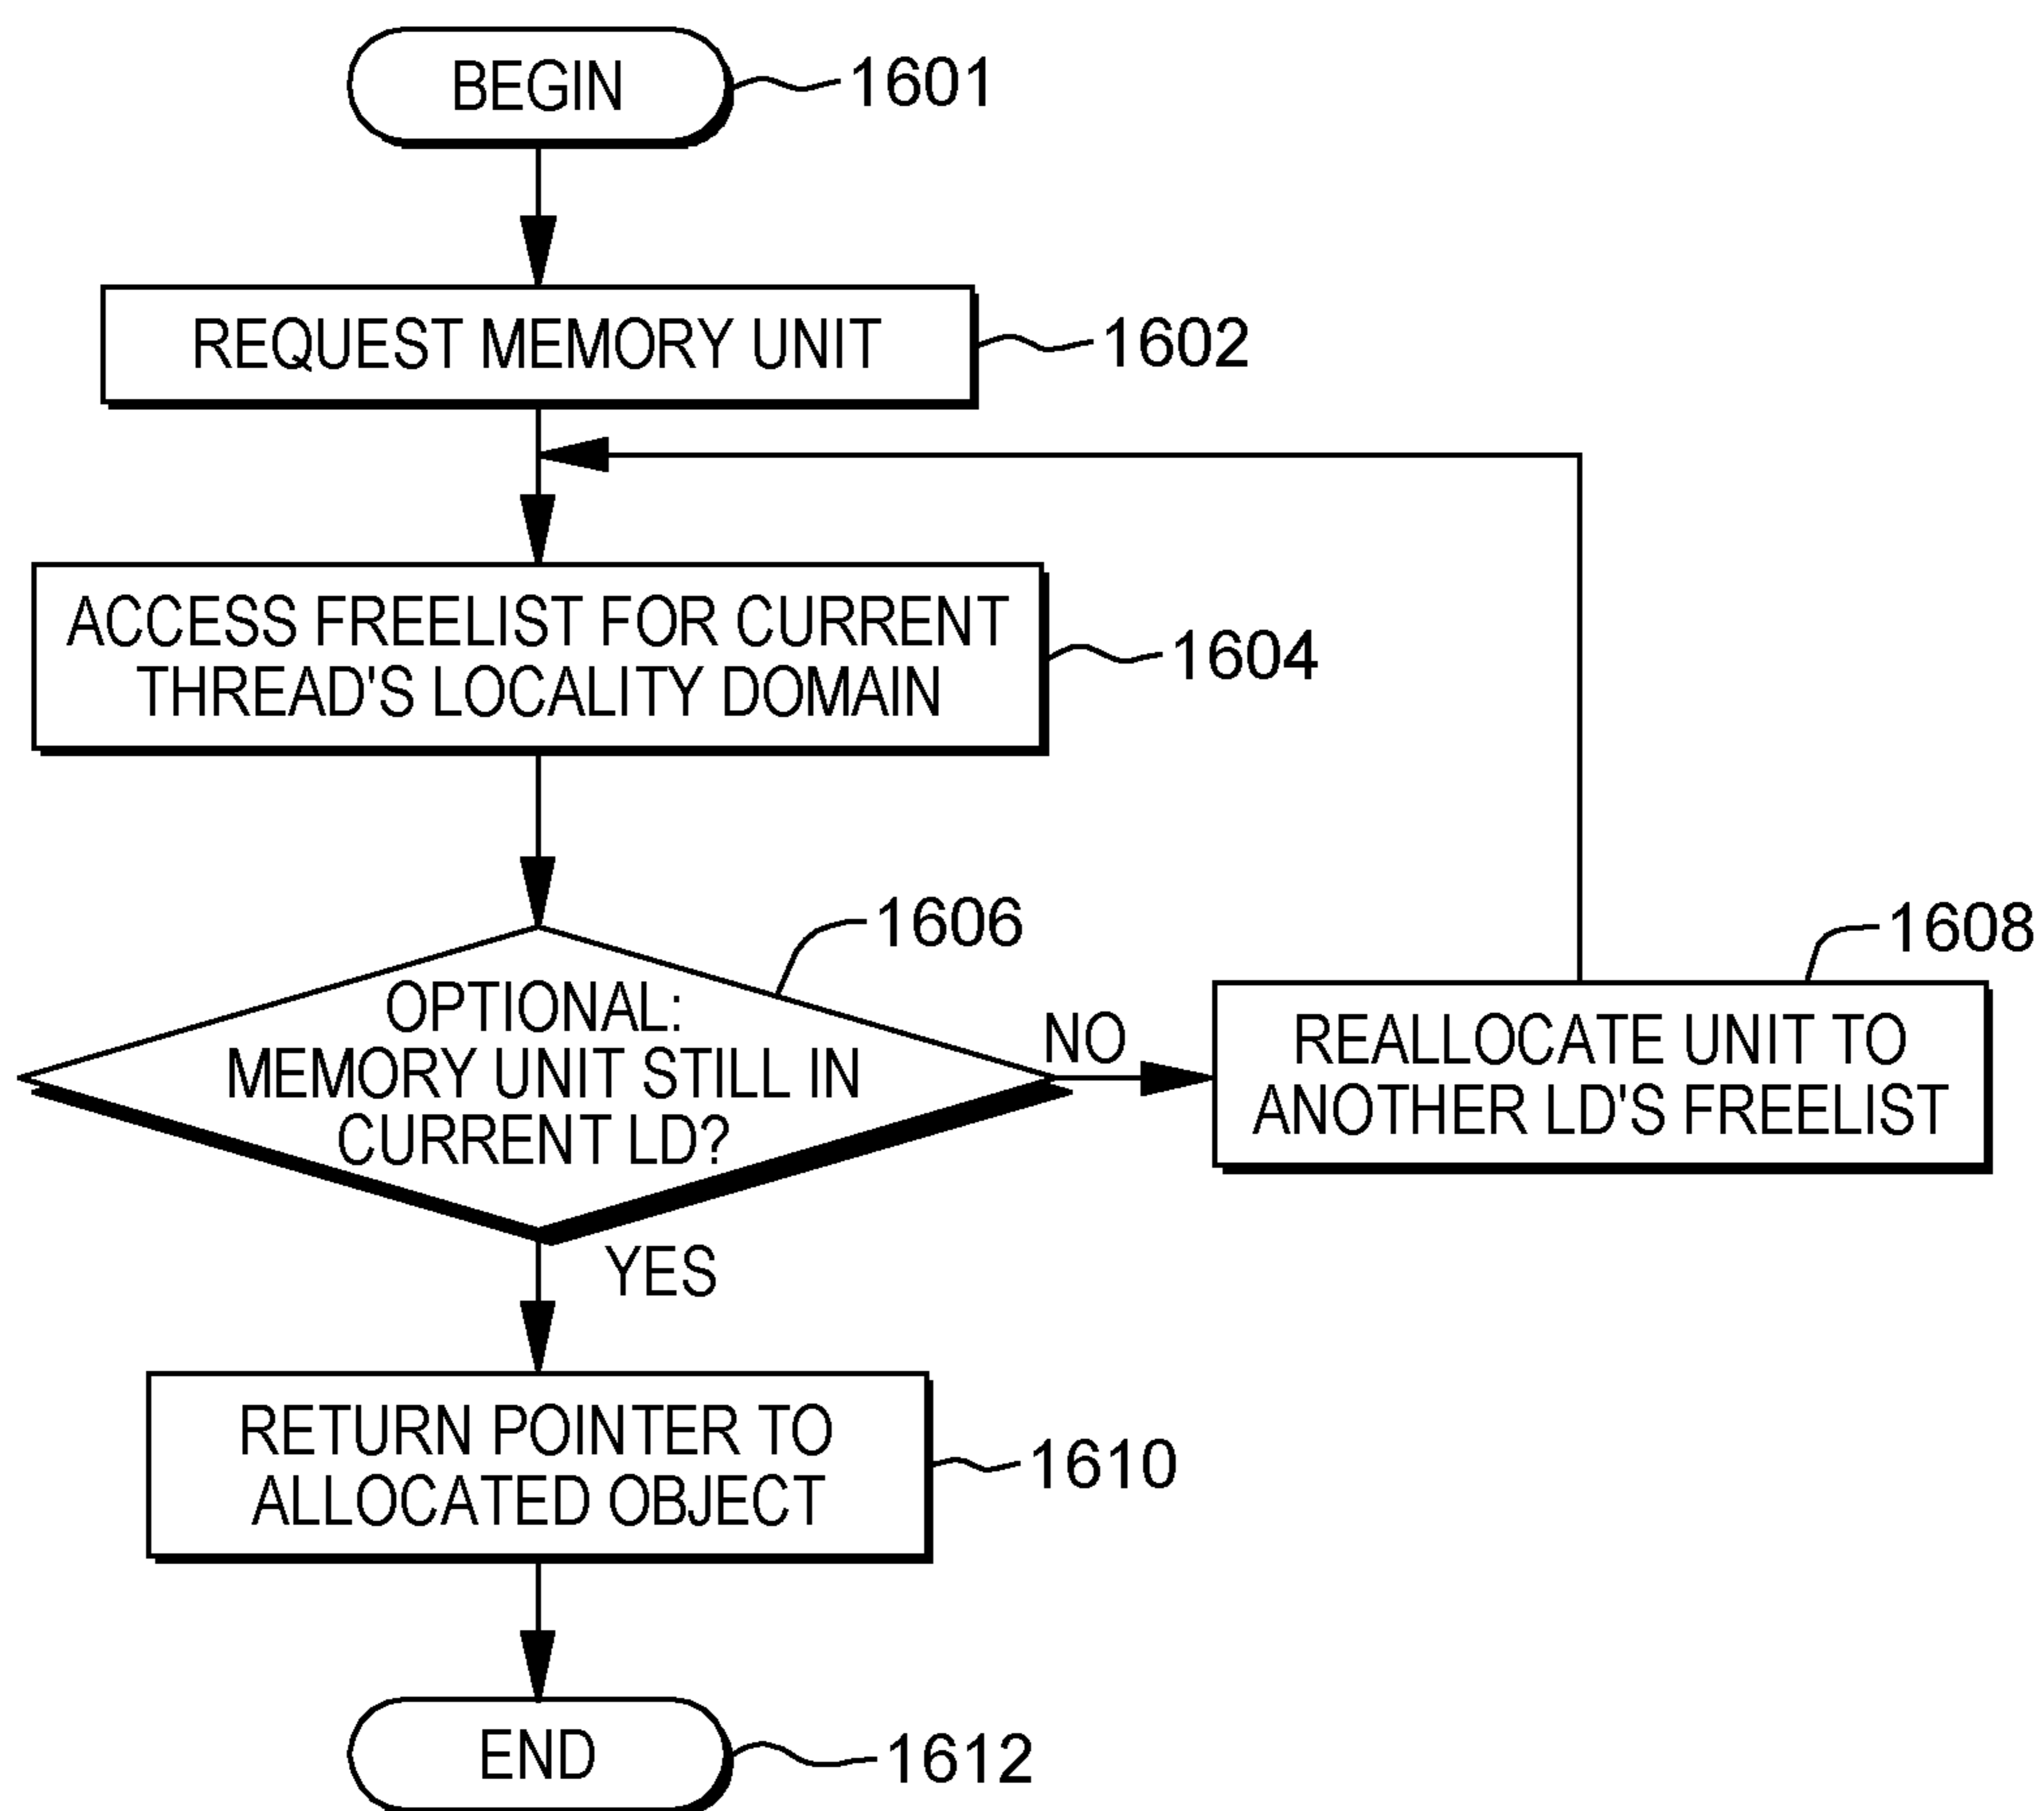 BEGIN
1601
REQUEST MEMORY UNIT
1602
ACCESS FREELIST FOR CURRENT
THREAD'S LOCALITY DOMAIN
1604
1606
OPTIONAL:
MEMORY UNIT STILL IN
CURRENT LD?
NO
1608
REALLOCATE UNIT TO
ANOTHER LD'S FREELIST
YES
RETURN POINTER TO
ALLOCATED OBJECT
1610
END
1612